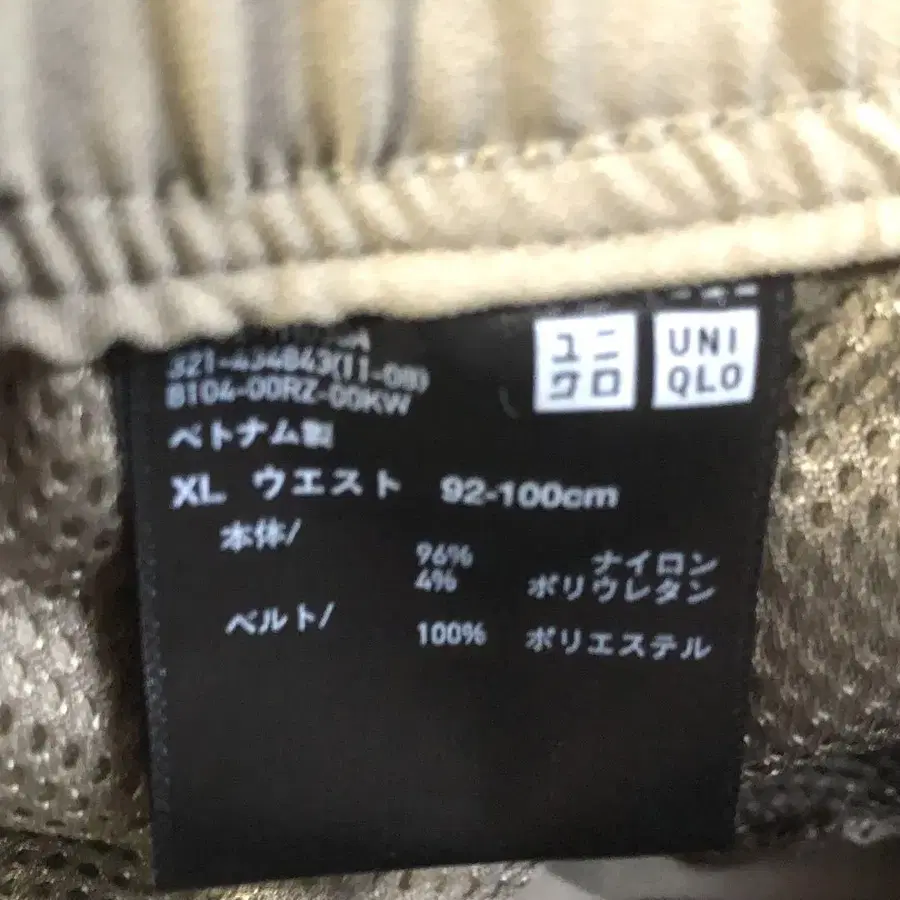 ユニ
クロ
UNI
QLO
321-434843(11-08)
8104-00RZ-00KW
ベトナム製
XL ウエスト 92-100cm
本体/
96% ナイロン
4% ポリウレタン
ベルト/
100% ポリエステル